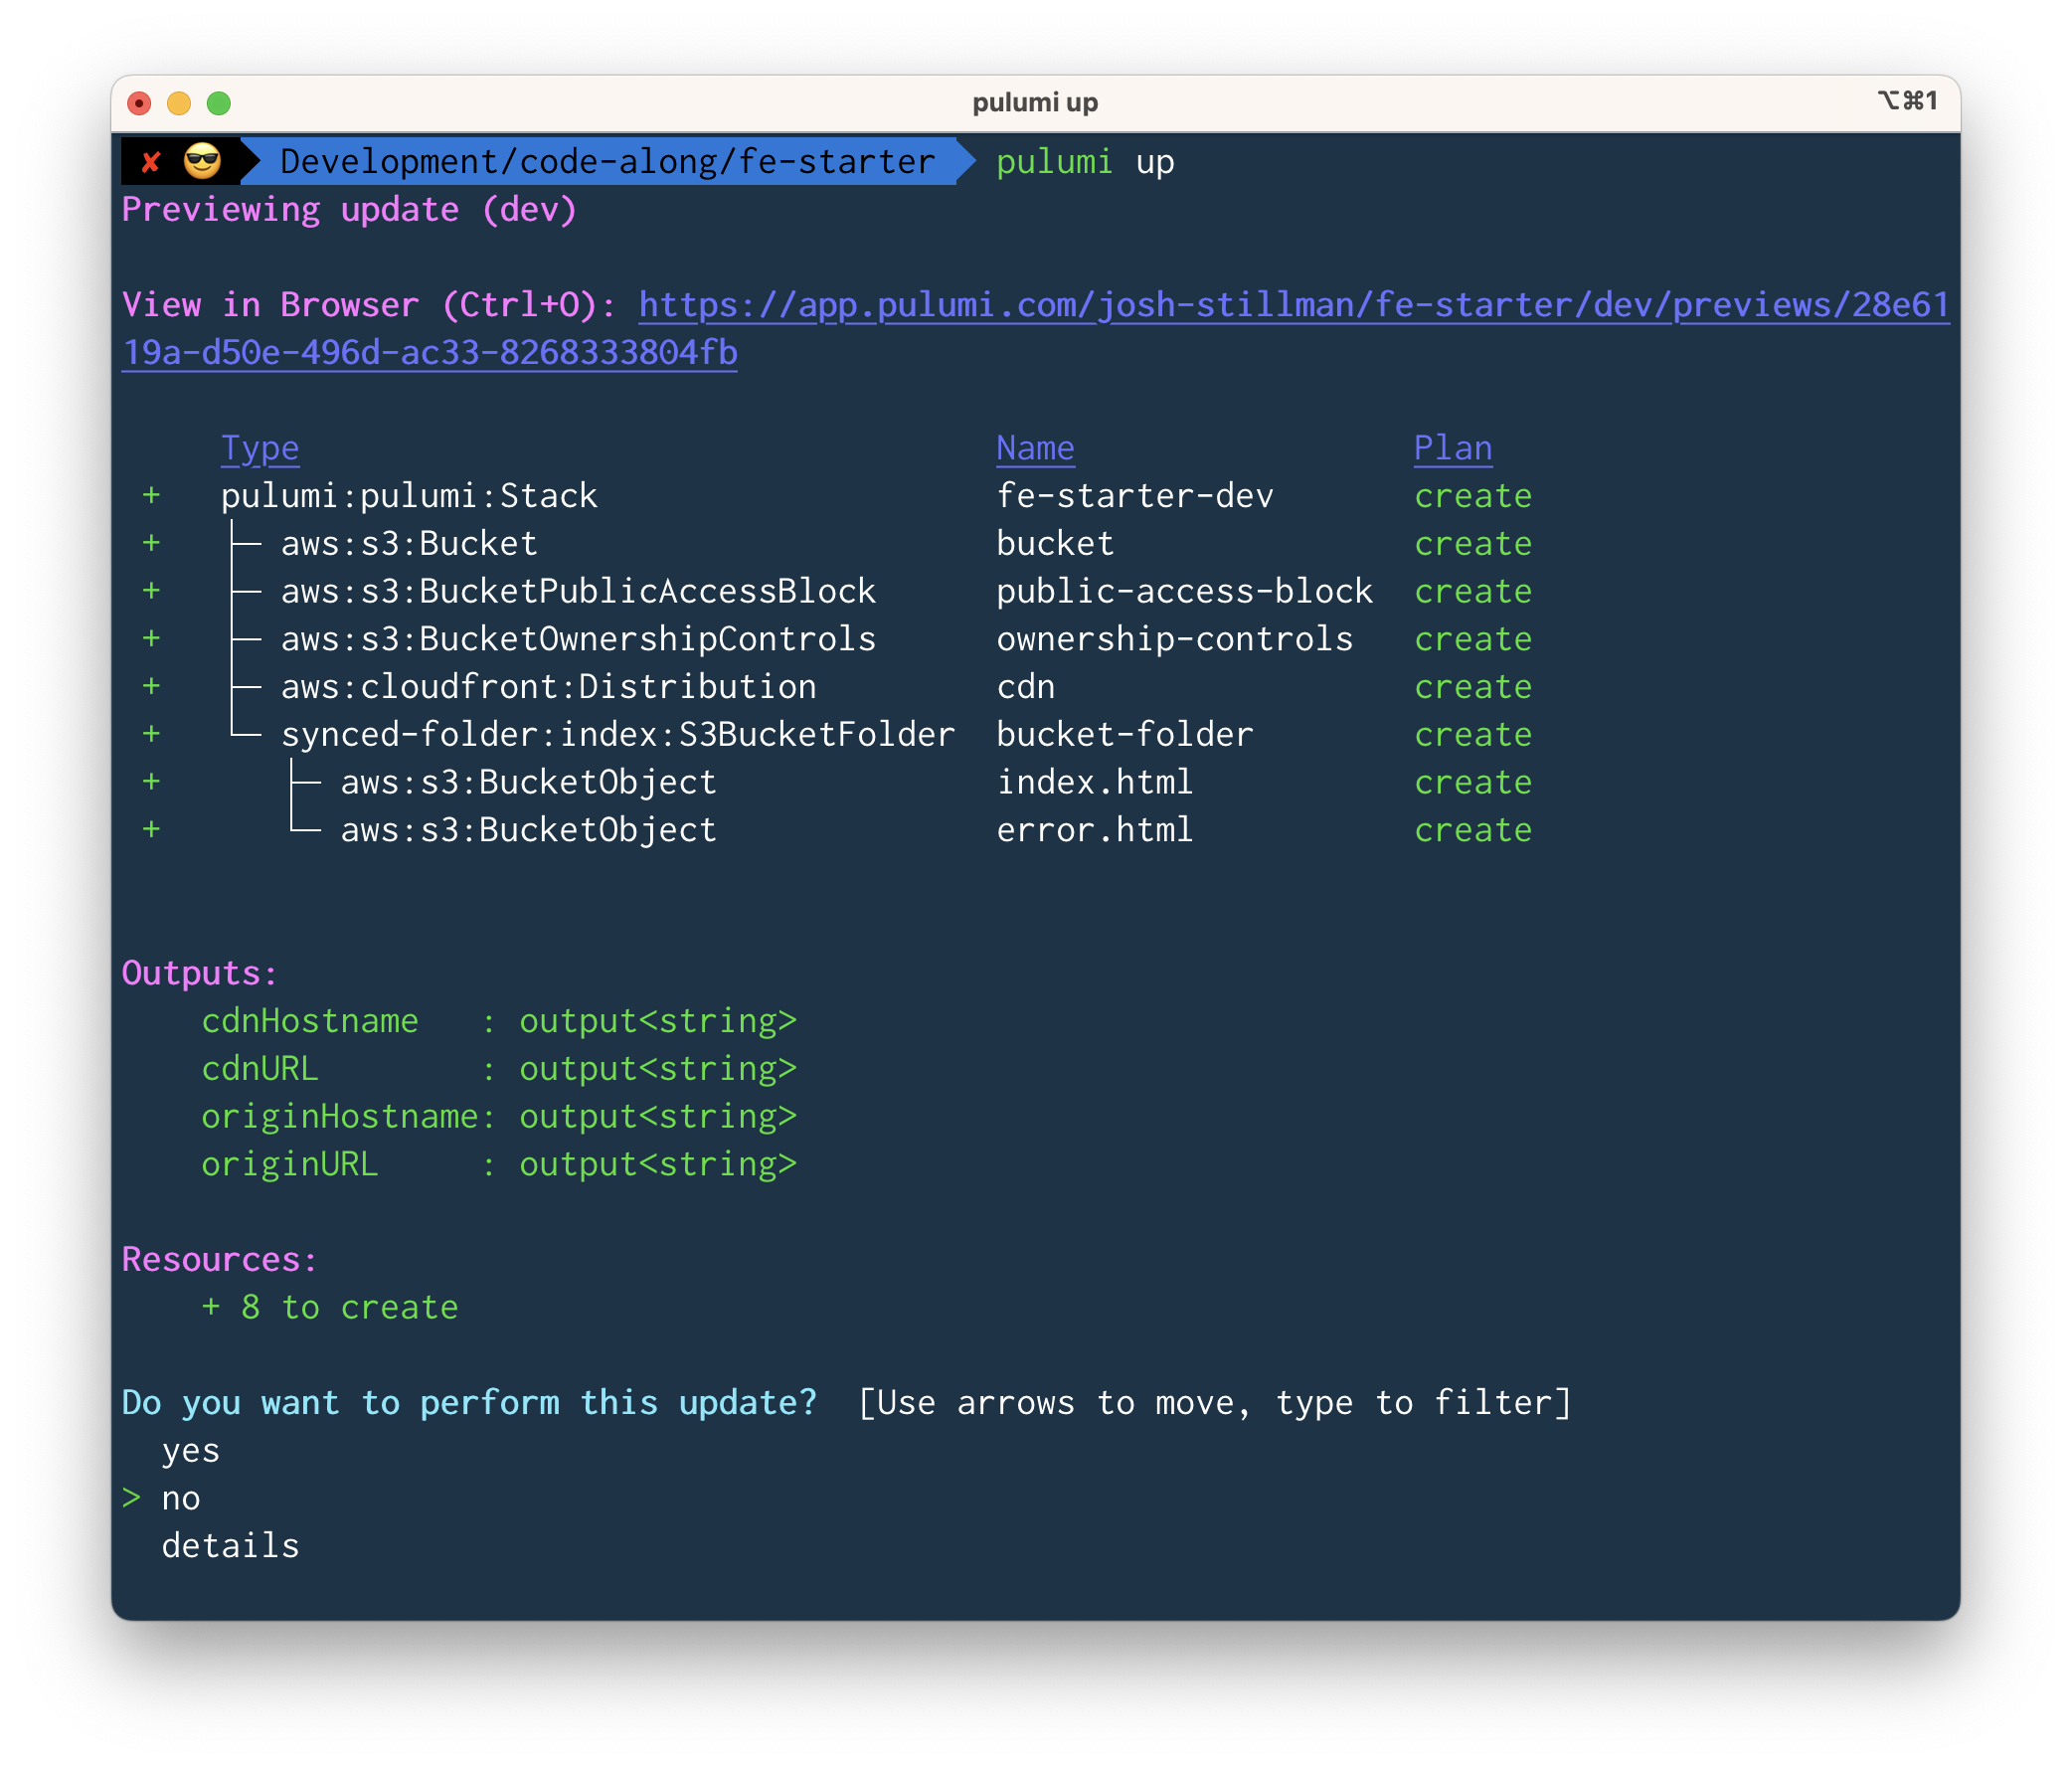 pulumi up
⌥⌘1
✘ 😎 Development/code-along/fe-starter pulumi up
Previewing update (dev)
View in Browser (Ctrl+O): https://app.pulumi.com/josh-stillman/fe-starter/dev/previews/28e61
19a-d50e-496d-ac33-8268333804fb
Type Name Plan
+ pulumi:pulumi:Stack fe-starter-dev create
+ ├─ aws:s3:Bucket bucket create
+ ├─ aws:s3:BucketPublicAccessBlock public-access-block create
+ ├─ aws:s3:BucketOwnershipControls ownership-controls create
+ ├─ aws:cloudfront:Distribution cdn create
+ └─ synced-folder:index:S3BucketFolder bucket-folder create
+ ├─ aws:s3:BucketObject index.html create
+ └─ aws:s3:BucketObject error.html create
Outputs:
cdnHostname : output<string>
cdnURL : output<string>
originHostname: output<string>
originURL : output<string>
Resources:
+ 8 to create
Do you want to perform this update? [Use arrows to move, type to filter]
yes
> no
details